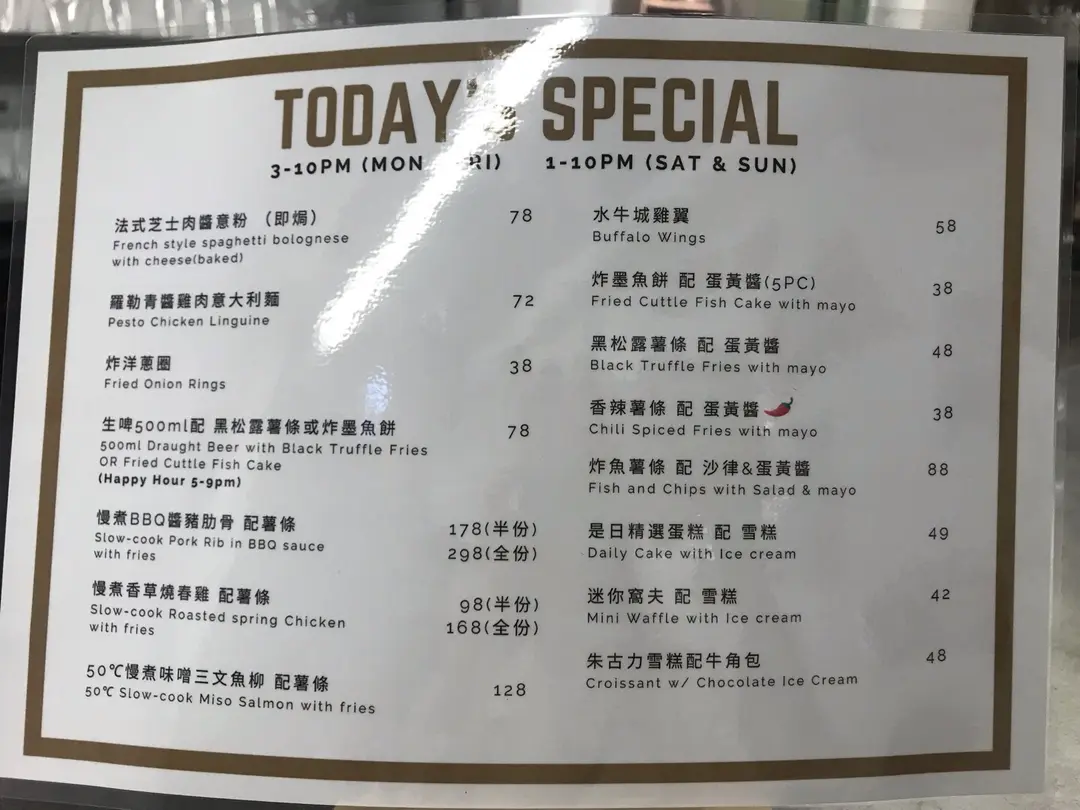 TODAY'S SPECIAL
3-10PM (MON RI) 1-10PM (SAT & SUN)
法式芝士肉醬意粉 (即焗) 78
French style spaghetti bolognese
with cheese(baked)
羅勒青醬雞肉意大利麵 72
Pesto Chicken Linguine
炸洋蔥圈 38
Fried Onion Rings
生啤500ml配 黑松露薯條或炸墨魚餅 78
500ml Draught Beer with Black Truffle Fries
OR Fried Cuttle Fish Cake
(Happy Hour 5-9pm)
慢煮BBQ醬豬肋骨 配薯條 178(半份)
Slow-cook Pork Rib in BBQ sauce 298(全份)
with fries
慢煮香草燒春雞 配薯條 98(半份)
Slow-cook Roasted spring Chicken 168(全份)
with fries
50℃慢煮味噌三文魚柳 配薯條 128
50℃ Slow-cook Miso Salmon with fries
水牛城雞翼 58
Buffalo Wings
炸墨魚餅 配 蛋黃醬(5PC) 38
Fried Cuttle Fish Cake with mayo
黑松露薯條 配 蛋黃醬 48
Black Truffle Fries with mayo
香辣薯條 配 蛋黃醬 38
Chili Spiced Fries with mayo
炸魚薯條 配 沙律&蛋黃醬 88
Fish and Chips with Salad & mayo
是日精選蛋糕 配 雪糕 49
Daily Cake with Ice cream
迷你窩夫 配 雪糕 42
Mini Waffle with Ice cream
朱古力雪糕配牛角包 48
Croissant w/ Chocolate Ice Cream